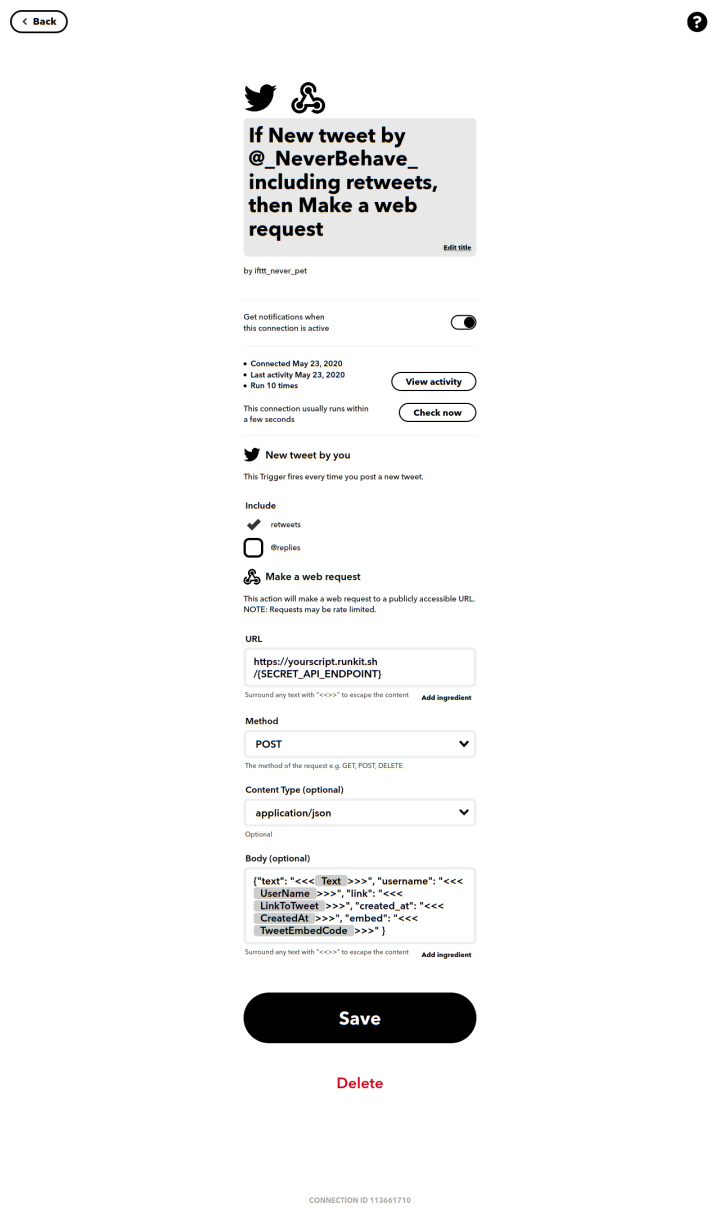 Back
?
If New tweet by
@_NeverBehave_
including retweets,
then Make a web
request
Edit title
by ifttt_never_pet
Get notifications when
this connection is active
• Connected May 23, 2020
• Last activity May 23, 2020
• Run 10 times
View activity
This connection usually runs within
a few seconds
Check now
New tweet by you
This Trigger fires every time you post a new tweet.
Include
retweets
@replies
Make a web request
This action will make a web request to a publicly accessible URL.
NOTE: Requests may be rate limited.
URL
https://yourscript.runkit.sh
/{SECRET_API_ENDPOINT}
Surround any text with "<<>>" to escape the content
Add ingredient
Method
POST
The method of the request e.g. GET, POST, DELETE
Content Type (optional)
application/json
Optional
Body (optional)
{"text": "<<< Text >>>", "username": "<<<
UserName >>>", "link": "<<<
LinkToTweet >>>", "created_at": "<<<
CreatedAt >>>", "embed": "<<<
TweetEmbedCode >>>" }
Surround any text with "<<>>" to escape the content
Add ingredient
Save
Delete
CONNECTION ID 113661710